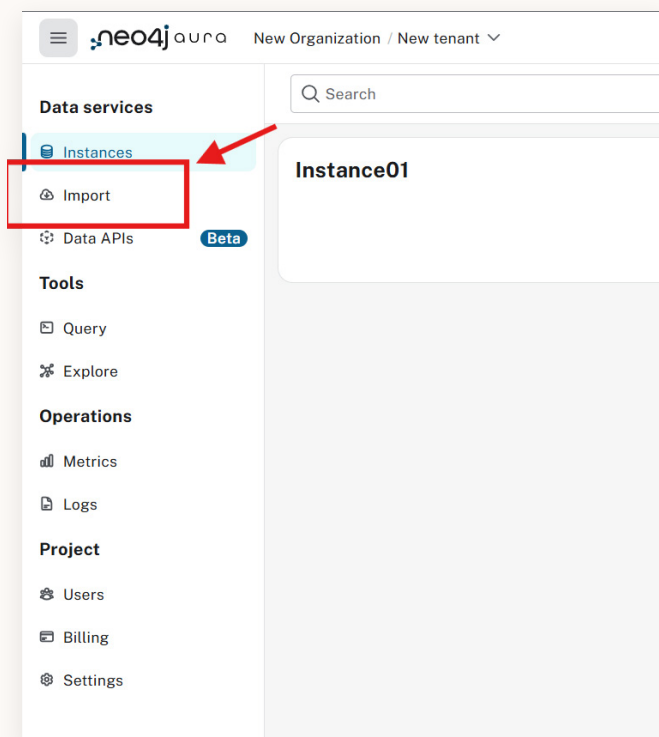 neo4j aura New Organization / New tenant
Search
Data services
Instances
Import
Data APIs Beta
Tools
Query
Explore
Operations
Metrics
Logs
Project
Users
Billing
Settings
Instance01